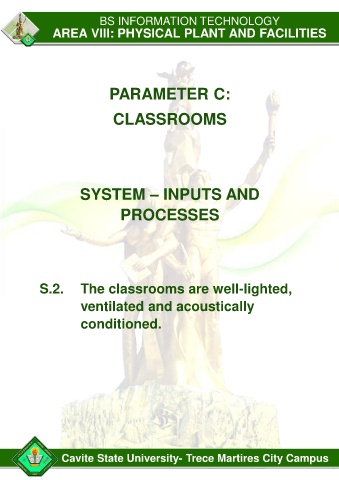 BS INFORMATION TECHNOLOGY
AREA VIII: PHYSICAL PLANT AND FACILITIES
PARAMETER C:
CLASSROOMS
SYSTEM – INPUTS AND
PROCESSES
S.2. The classrooms are well-lighted,
ventilated and acoustically
conditioned.
Cavite State University- Trece Martires City Campus